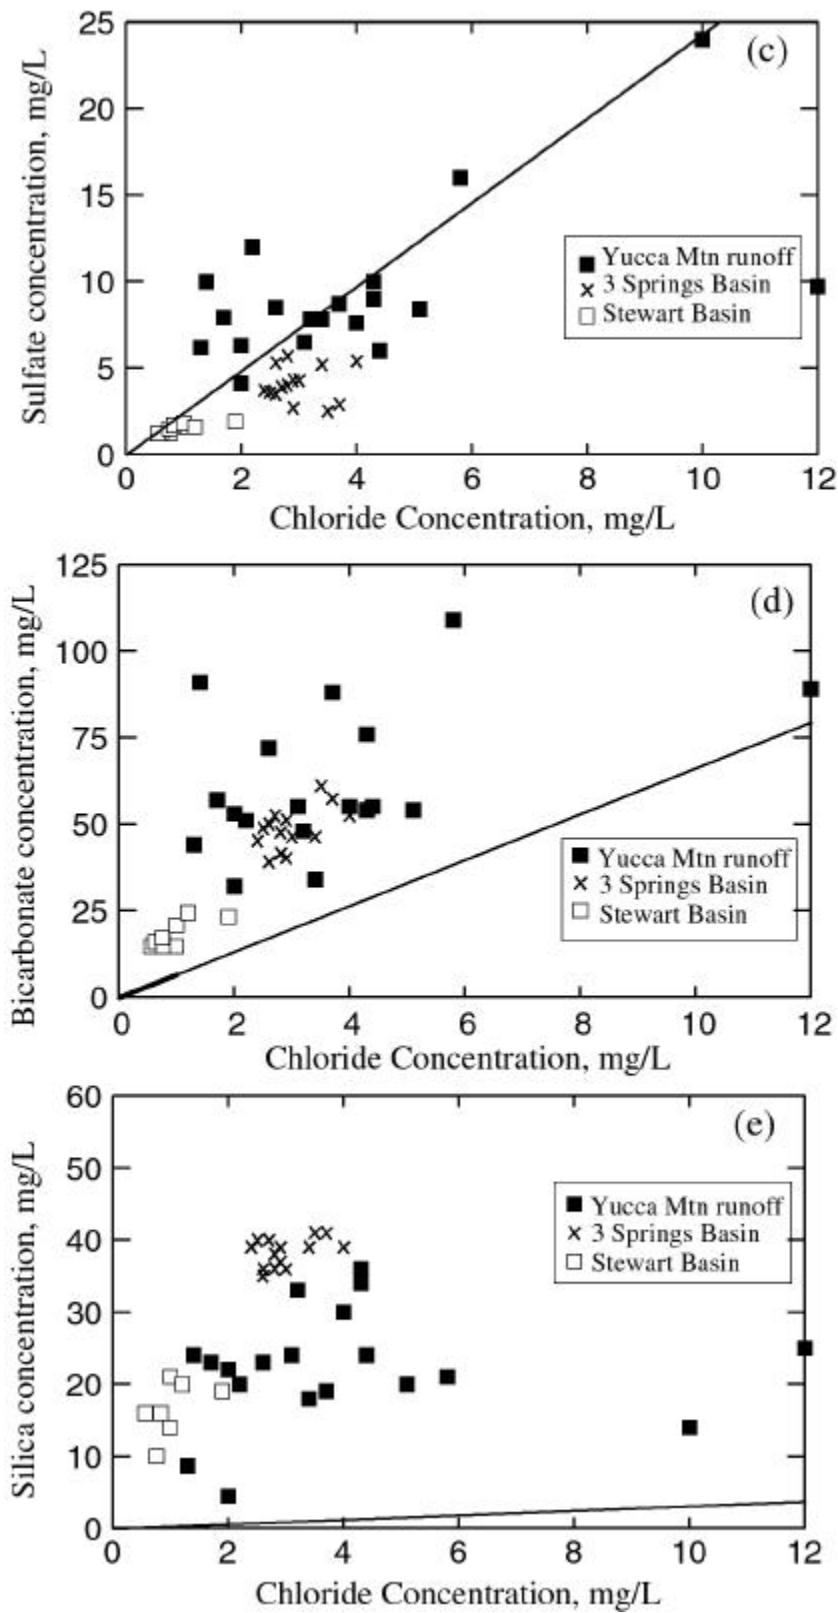 (c)
Sulfate concentration, mg/L
25
20
15
10
5
0
Yucca Mtn runoff
3 Springs Basin
Stewart Basin
0 2 4 6 8 10 12
Chloride Concentration, mg/L
(d)
Bicarbonate concentration, mg/L
125
100
75
50
25
0
Yucca Mtn runoff
3 Springs Basin
Stewart Basin
0 2 4 6 8 10 12
Chloride Concentration, mg/L
(e)
Silica concentration, mg/L
60
50
40
30
20
10
0
Yucca Mtn runoff
3 Springs Basin
Stewart Basin
0 2 4 6 8 10 12
Chloride Concentration, mg/L